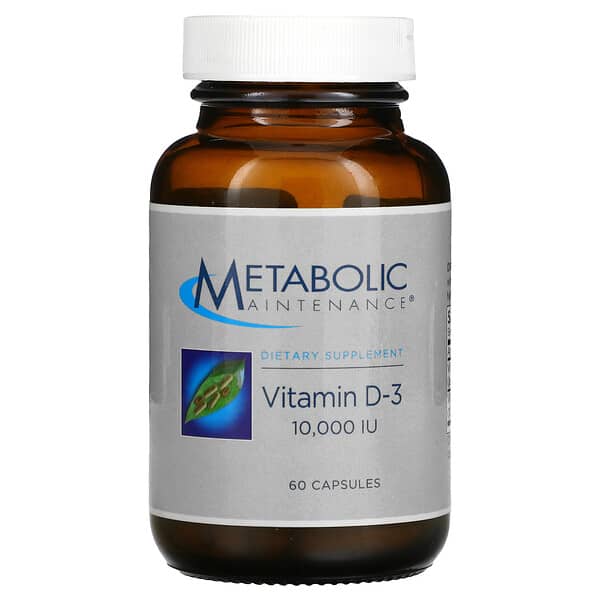 METABOLIC
MAINTENANCE®
DIETARY SUPPLEMENT
Vitamin D-3
10,000 IU
60 CAPSULES